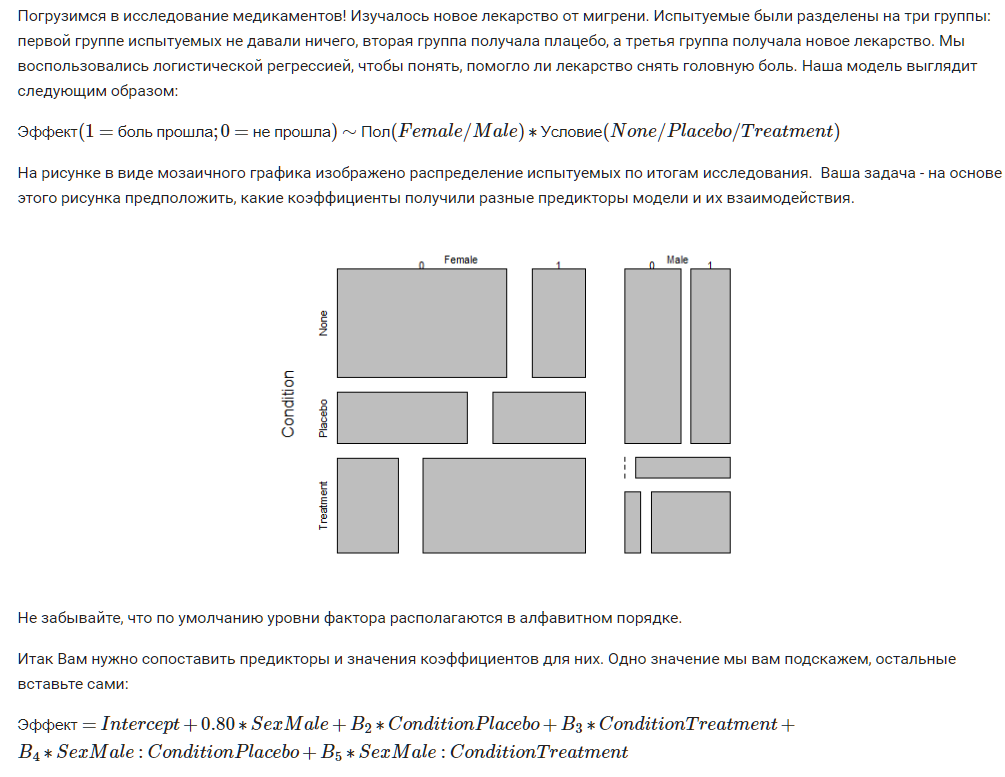 Погрузимся в исследование медикаментов! Изучалось новое лекарство от мигрени. Испытуемые были разделены на три группы:
первой группе испытуемых не давали ничего, вторая группа получала плацебо, а третья группа получала новое лекарство. Мы
воспользовались логистической регрессией, чтобы понять, помогло ли лекарство снять головную боль. Наша модель выглядит
следующим образом:
Эффект(1 = боль прошла; 0 = не прошла) ∼ Пол(Female/Male) ∗ Условие(None/Placebo/Treatment)
На рисунке в виде мозаичного графика изображено распределение испытуемых по итогам исследования. Ваша задача - на основе
этого рисунка предположить, какие коэффициенты получили разные предикторы модели и их взаимодействия.
Female Male
0 1 0 1
None
Condition
Placebo
Treatment
Не забывайте, что по умолчанию уровни фактора располагаются в алфавитном порядке.
Итак Вам нужно сопоставить предикторы и значения коэффициентов для них. Одно значение мы вам подскажем, остальные
вставьте сами:
Эффект = Intercept + 0.80 ∗ SexMale + B₂ ∗ ConditionPlacebo + B₃ ∗ ConditionTreatment +
B₄ ∗ SexMale : ConditionPlacebo + B₅ ∗ SexMale : ConditionTreatment